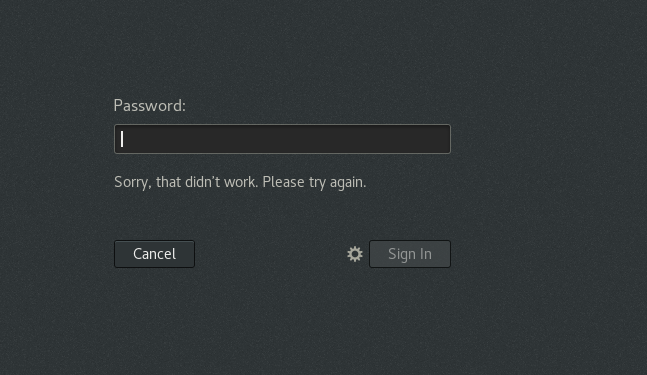 Password:
Sorry, that didn't work. Please try again.
Cancel
Sign In